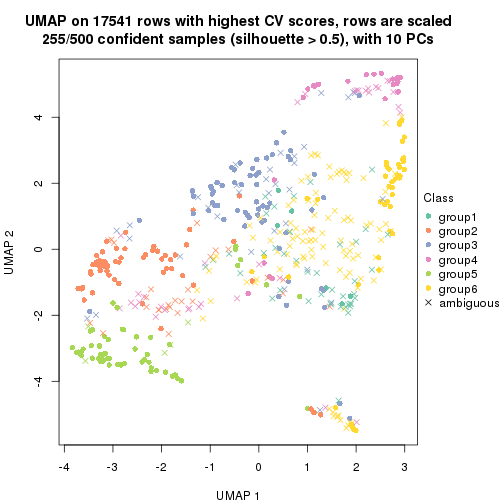 UMAP on 17541 rows with highest CV scores, rows are scaled
255/500 confident samples (silhouette > 0.5), with 10 PCs
4
2
0
-2
-4
UMAP 2
-4
-3
-2
-1
0
1
2
3
UMAP 1
Class
group1
group2
group3
group4
group5
group6
ambiguous